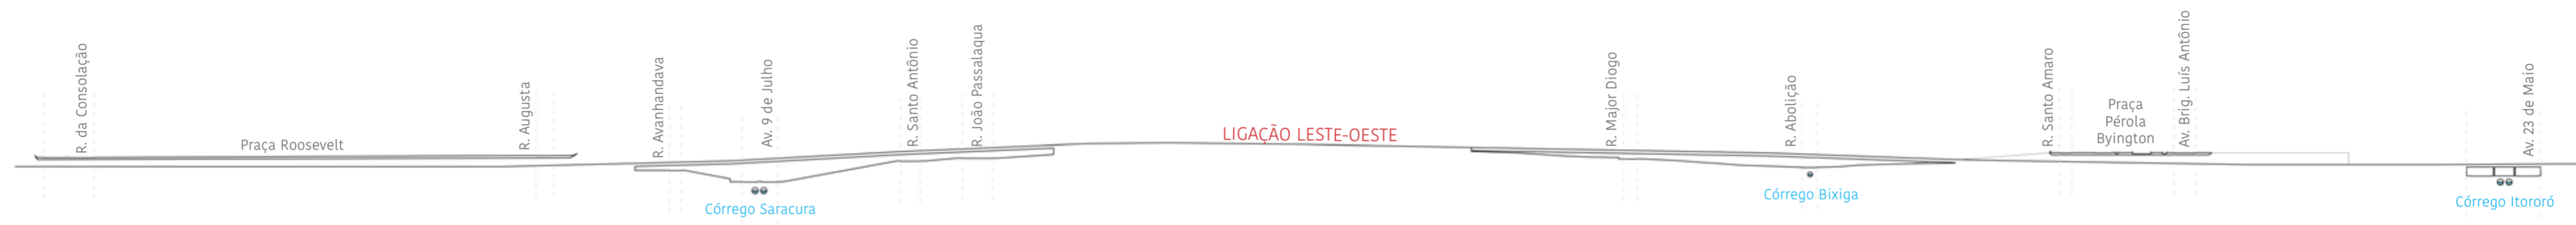 R. da Consolação
Praça Roosevelt
R. Augusta
R. Avanhandava
Av. 9 de Julho
Córrego Saracura
R. Santo Antônio
R. João Passalaqua
LIGAÇÃO LESTE-OESTE
R. Major Diogo
R. Abolição
Córrego Bixiga
R. Santo Amaro
Praça
Pérola
Byington
Av. Brig. Luís Antônio
Av. 23 de Maio
Córrego Itororó